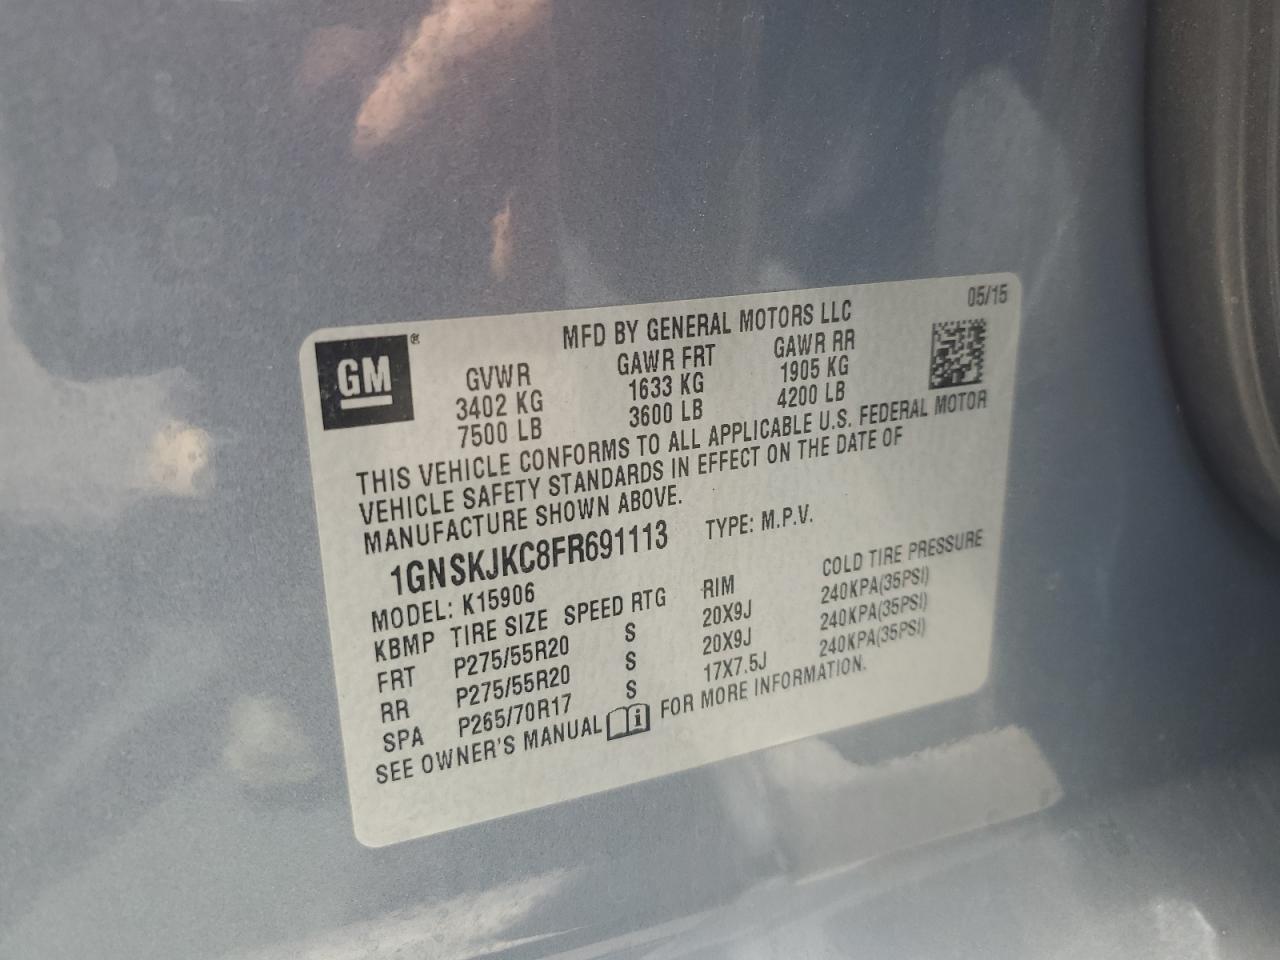 05/15
GM®
MFD BY GENERAL MOTORS LLC
GVWR GAWR FRT GAWR RR
3402 KG 1633 KG 1905 KG
7500 LB 3600 LB 4200 LB
THIS VEHICLE CONFORMS TO ALL APPLICABLE U.S. FEDERAL MOTOR
VEHICLE SAFETY STANDARDS IN EFFECT ON THE DATE OF
MANUFACTURE SHOWN ABOVE.
1GNSKJKC8FR691113 TYPE: M.P.V.
MODEL: K15906
KBMP TIRE SIZE SPEED RTG RIM COLD TIRE PRESSURE
FRT P275/55R20 S 20X9J 240KPA(35PSI)
RR P275/55R20 S 20X9J 240KPA(35PSI)
SPA P265/70R17 S 17X7.5J 240KPA(35PSI)
SEE OWNER'S MANUAL FOR MORE INFORMATION.